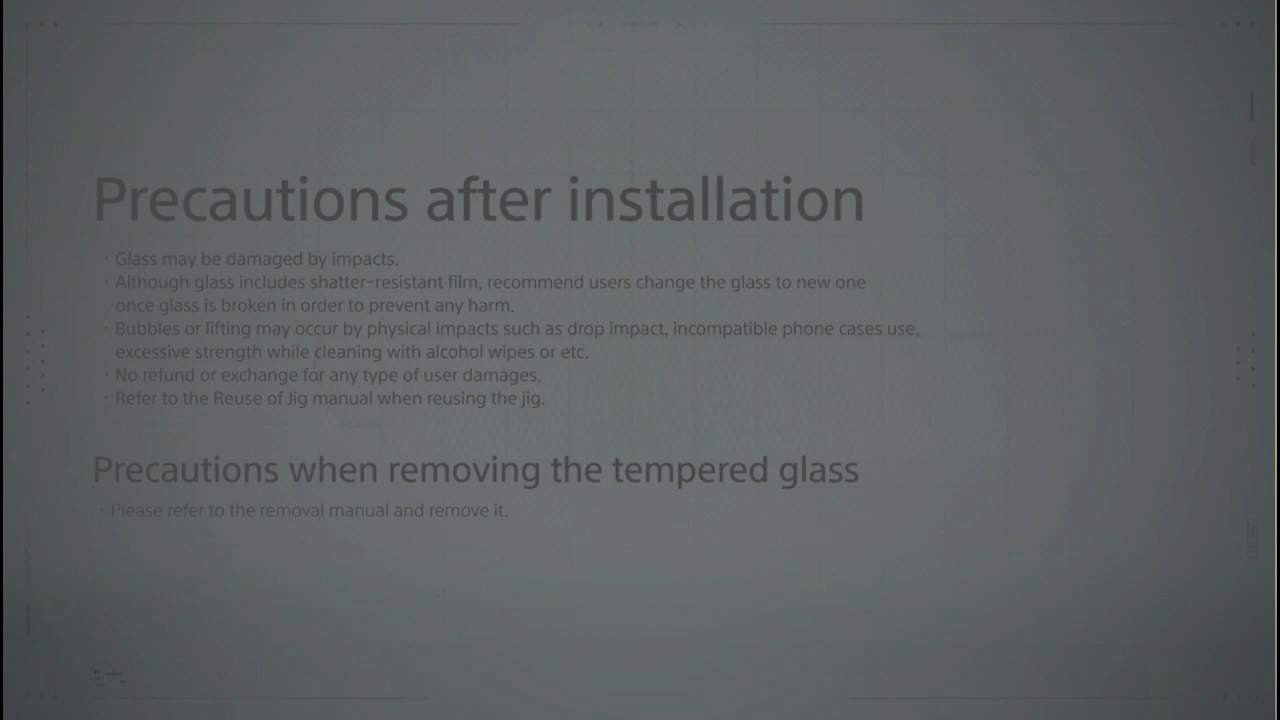 Precautions after installation
· Glass may be damaged by impacts.
· Although glass includes shatter-resistant film, recommend users change the glass to new one
once glass is broken in order to prevent any harm.
· Bubbles or lifting may occur by physical impacts such as drop impact, incompatible phone cases use,
excessive strength while cleaning with alcohol wipes or etc.
· No refund or exchange for any type of user damages.
· Refer to the Reuse of Jig manual when reusing the jig.
Precautions when removing the tempered glass
· Please refer to the removal manual and remove it.